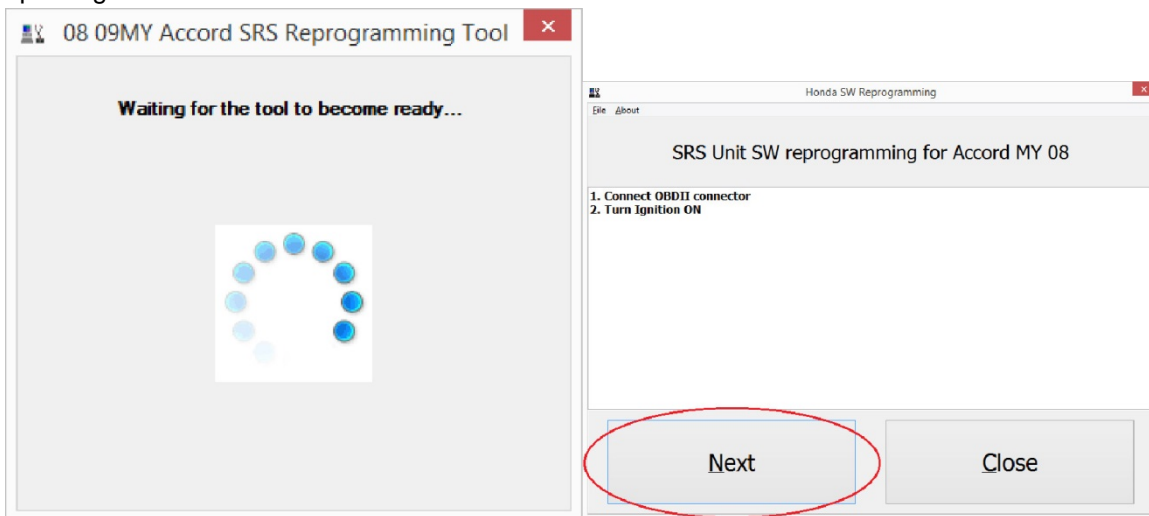 08 09MY Accord SRS Reprogramming Tool
Waiting for the tool to become ready...
Honda SW Reprogramming
File About
SRS Unit SW reprogramming for Accord MY 08
1. Connect OBDII connector
2. Turn Ignition ON
Next
Close